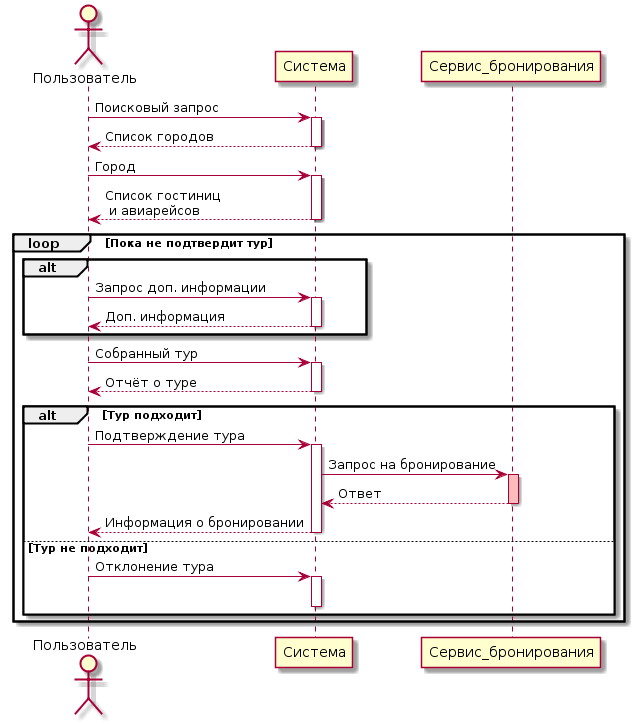 Пользователь
Система
Сервис_бронирования
Поисковый запрос
Список городов
Город
Список гостиниц
и авиарейсов
loop
[Пока не подтвердит тур]
alt
Запрос доп. информации
Доп. информация
Собранный тур
Отчёт о туре
alt
[Тур подходит]
Подтверждение тура
Запрос на бронирование
Ответ
Информация о бронировании
[Тур не подходит]
Отклонение тура
Пользователь
Система
Сервис_бронирования